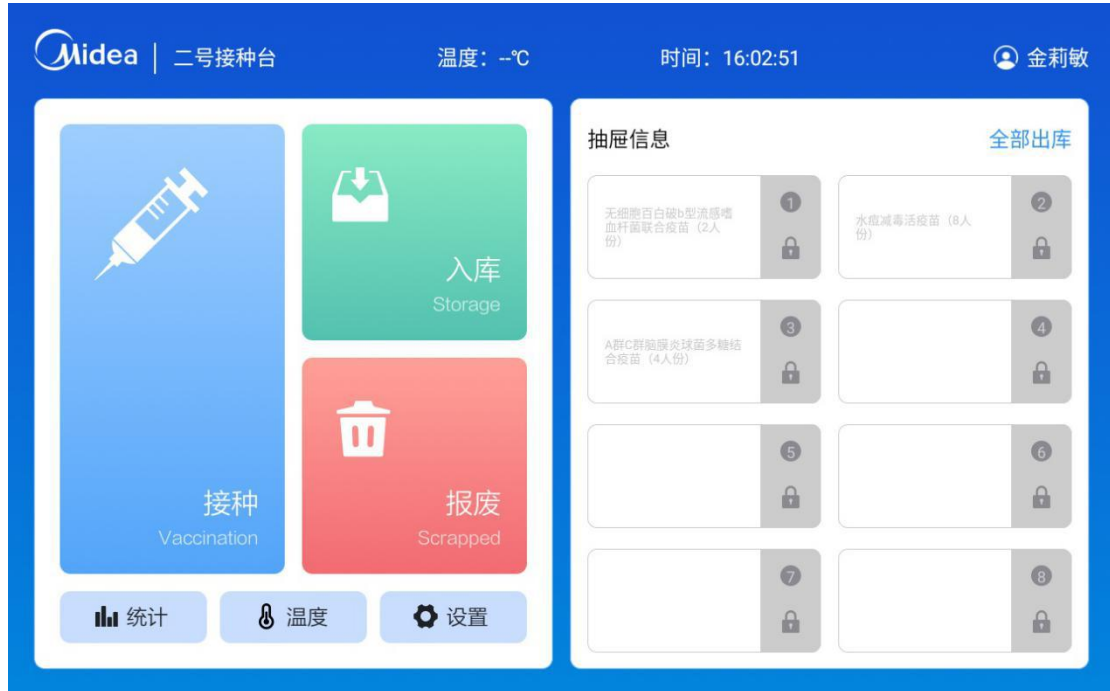 Midea
二号接种台
温度：--℃
时间：16:02:51
金莉敏
接种
Vaccination
入库
Storage
报废
Scrapped
统计
温度
设置
抽屉信息
全部出库
无细胞百白破b型流感嗜
血杆菌联合疫苗（2人
份）
1
水痘减毒活疫苗（8人
份）
2
A群C群脑膜炎球菌多糖结
合疫苗（4人份）
3
4
5
6
7
8